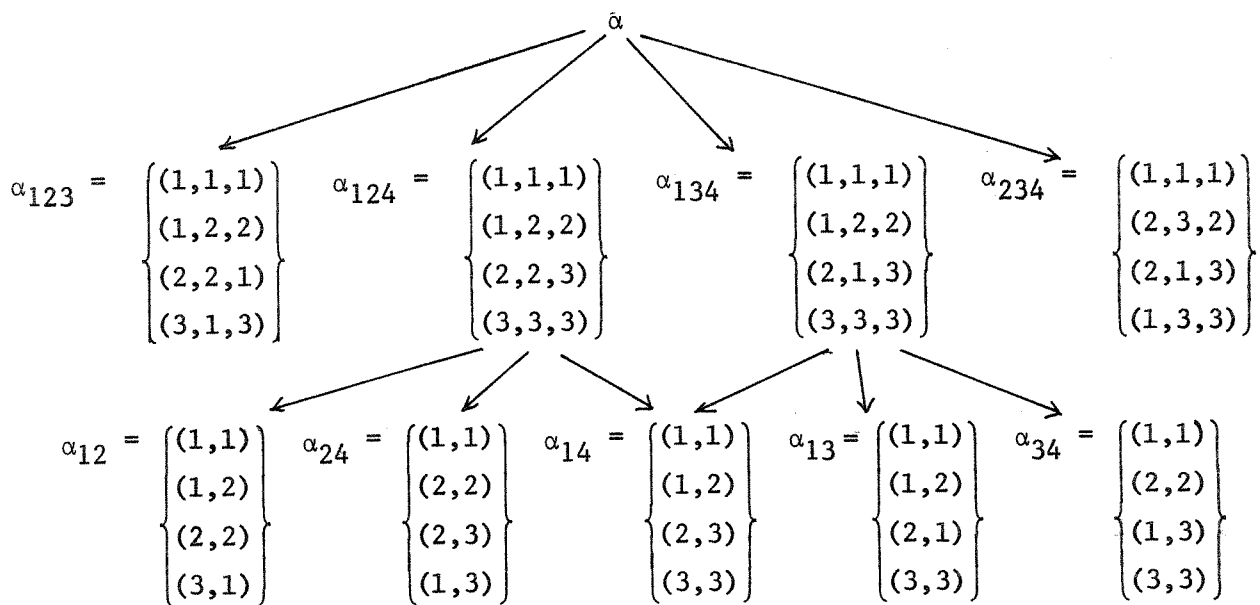 α
α123 = {(1,1,1) (1,2,2) (2,2,1) (3,1,3)}
α124 = {(1,1,1) (1,2,2) (2,2,3) (3,3,3)}
α134 = {(1,1,1) (1,2,2) (2,1,3) (3,3,3)}
α234 = {(1,1,1) (2,3,2) (2,1,3) (1,3,3)}
α12 = {(1,1) (1,2) (2,2) (3,1)}
α24 = {(1,1) (2,2) (2,3) (1,3)}
α14 = {(1,1) (1,2) (2,3) (3,3)}
α13 = {(1,1) (1,2) (2,1) (3,3)}
α34 = {(1,1) (2,2) (1,3) (3,3)}